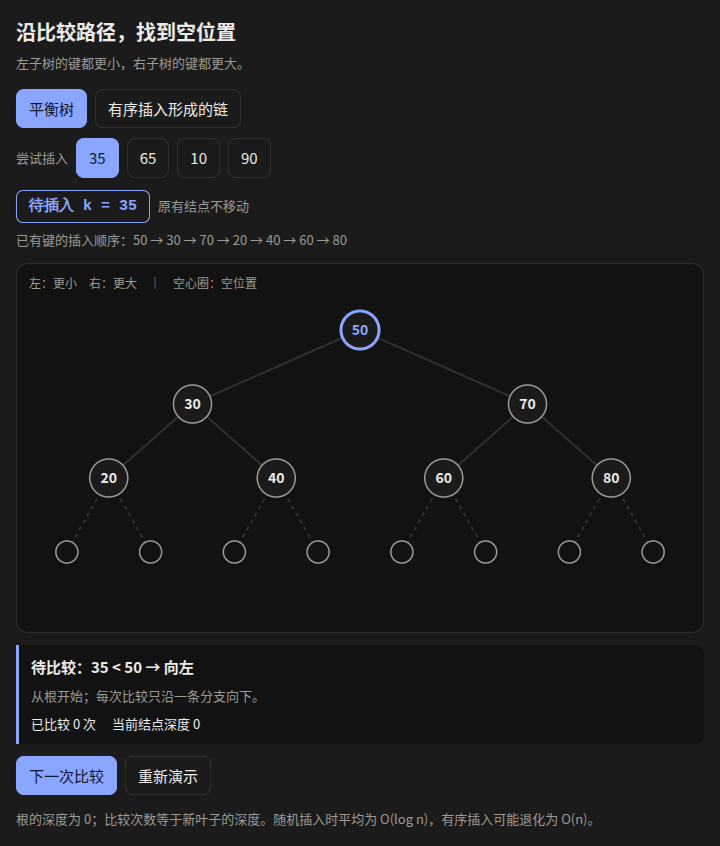 沿比较路径，找到空位置
左子树的键都更小，右子树的键都更大。
平衡树 有序插入形成的链
尝试插入 35 65 10 90
待插入 k = 35 原有结点不移动
已有键的插入顺序：50 → 30 → 70 → 20 → 40 → 60 → 80
左：更小 右：更大 | 空心圈：空位置
50
30 70
20 40 60 80
待比较：35 < 50 → 向左
从根开始；每次比较只沿一条分支向下。
已比较 0 次 当前结点深度 0
下一次比较 重新演示
根的深度为 0；比较次数等于新叶子的深度。随机插入时平均为 O(log n)，有序插入可能退化为 O(n)。